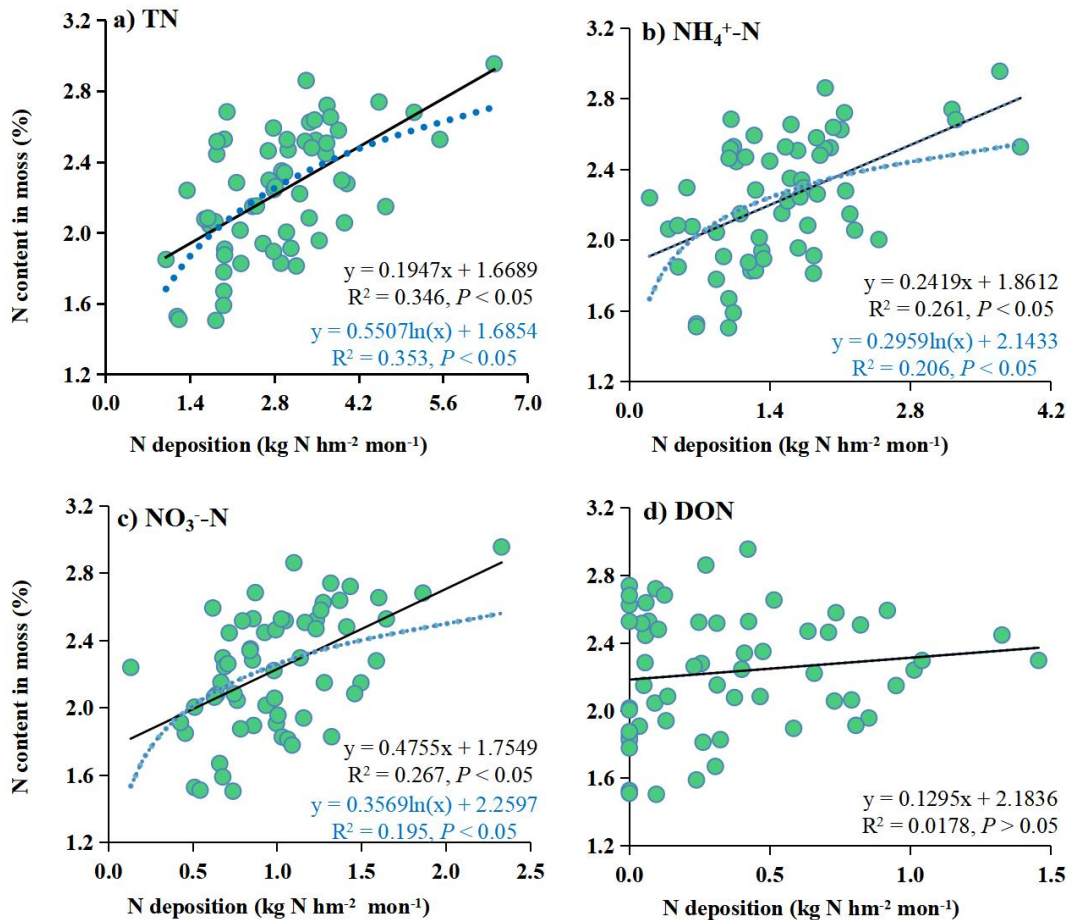 a) TN
N content in moss (%)
3.2
2.8
2.4
2.0
1.6
1.2
y = 0.1947x + 1.6689
R² = 0.346, P < 0.05
y = 0.5507ln(x) + 1.6854
R² = 0.353, P < 0.05
0.0 1.4 2.8 4.2 5.6 7.0
N deposition (kg N hm⁻² mon⁻¹)
b) NH₄⁺-N
3.2
2.8
2.4
2.0
1.6
1.2
y = 0.2419x + 1.8612
R² = 0.261, P < 0.05
y = 0.2959ln(x) + 2.1433
R² = 0.206, P < 0.05
0.0 1.4 2.8 4.2
N deposition (kg N hm⁻² mon⁻¹)
c) NO₃⁻-N
N content in moss (%)
3.2
2.8
2.4
2.0
1.6
1.2
y = 0.4755x + 1.7549
R² = 0.267, P < 0.05
y = 0.3569ln(x) + 2.2597
R² = 0.195, P < 0.05
0.0 0.5 1.0 1.5 2.0 2.5
N deposition (kg N hm⁻² mon⁻¹)
d) DON
3.2
2.8
2.4
2.0
1.6
1.2
y = 0.1295x + 2.1836
R² = 0.0178, P > 0.05
0.0 0.5 1.0 1.5
N deposition (kg N hm⁻² mon⁻¹)